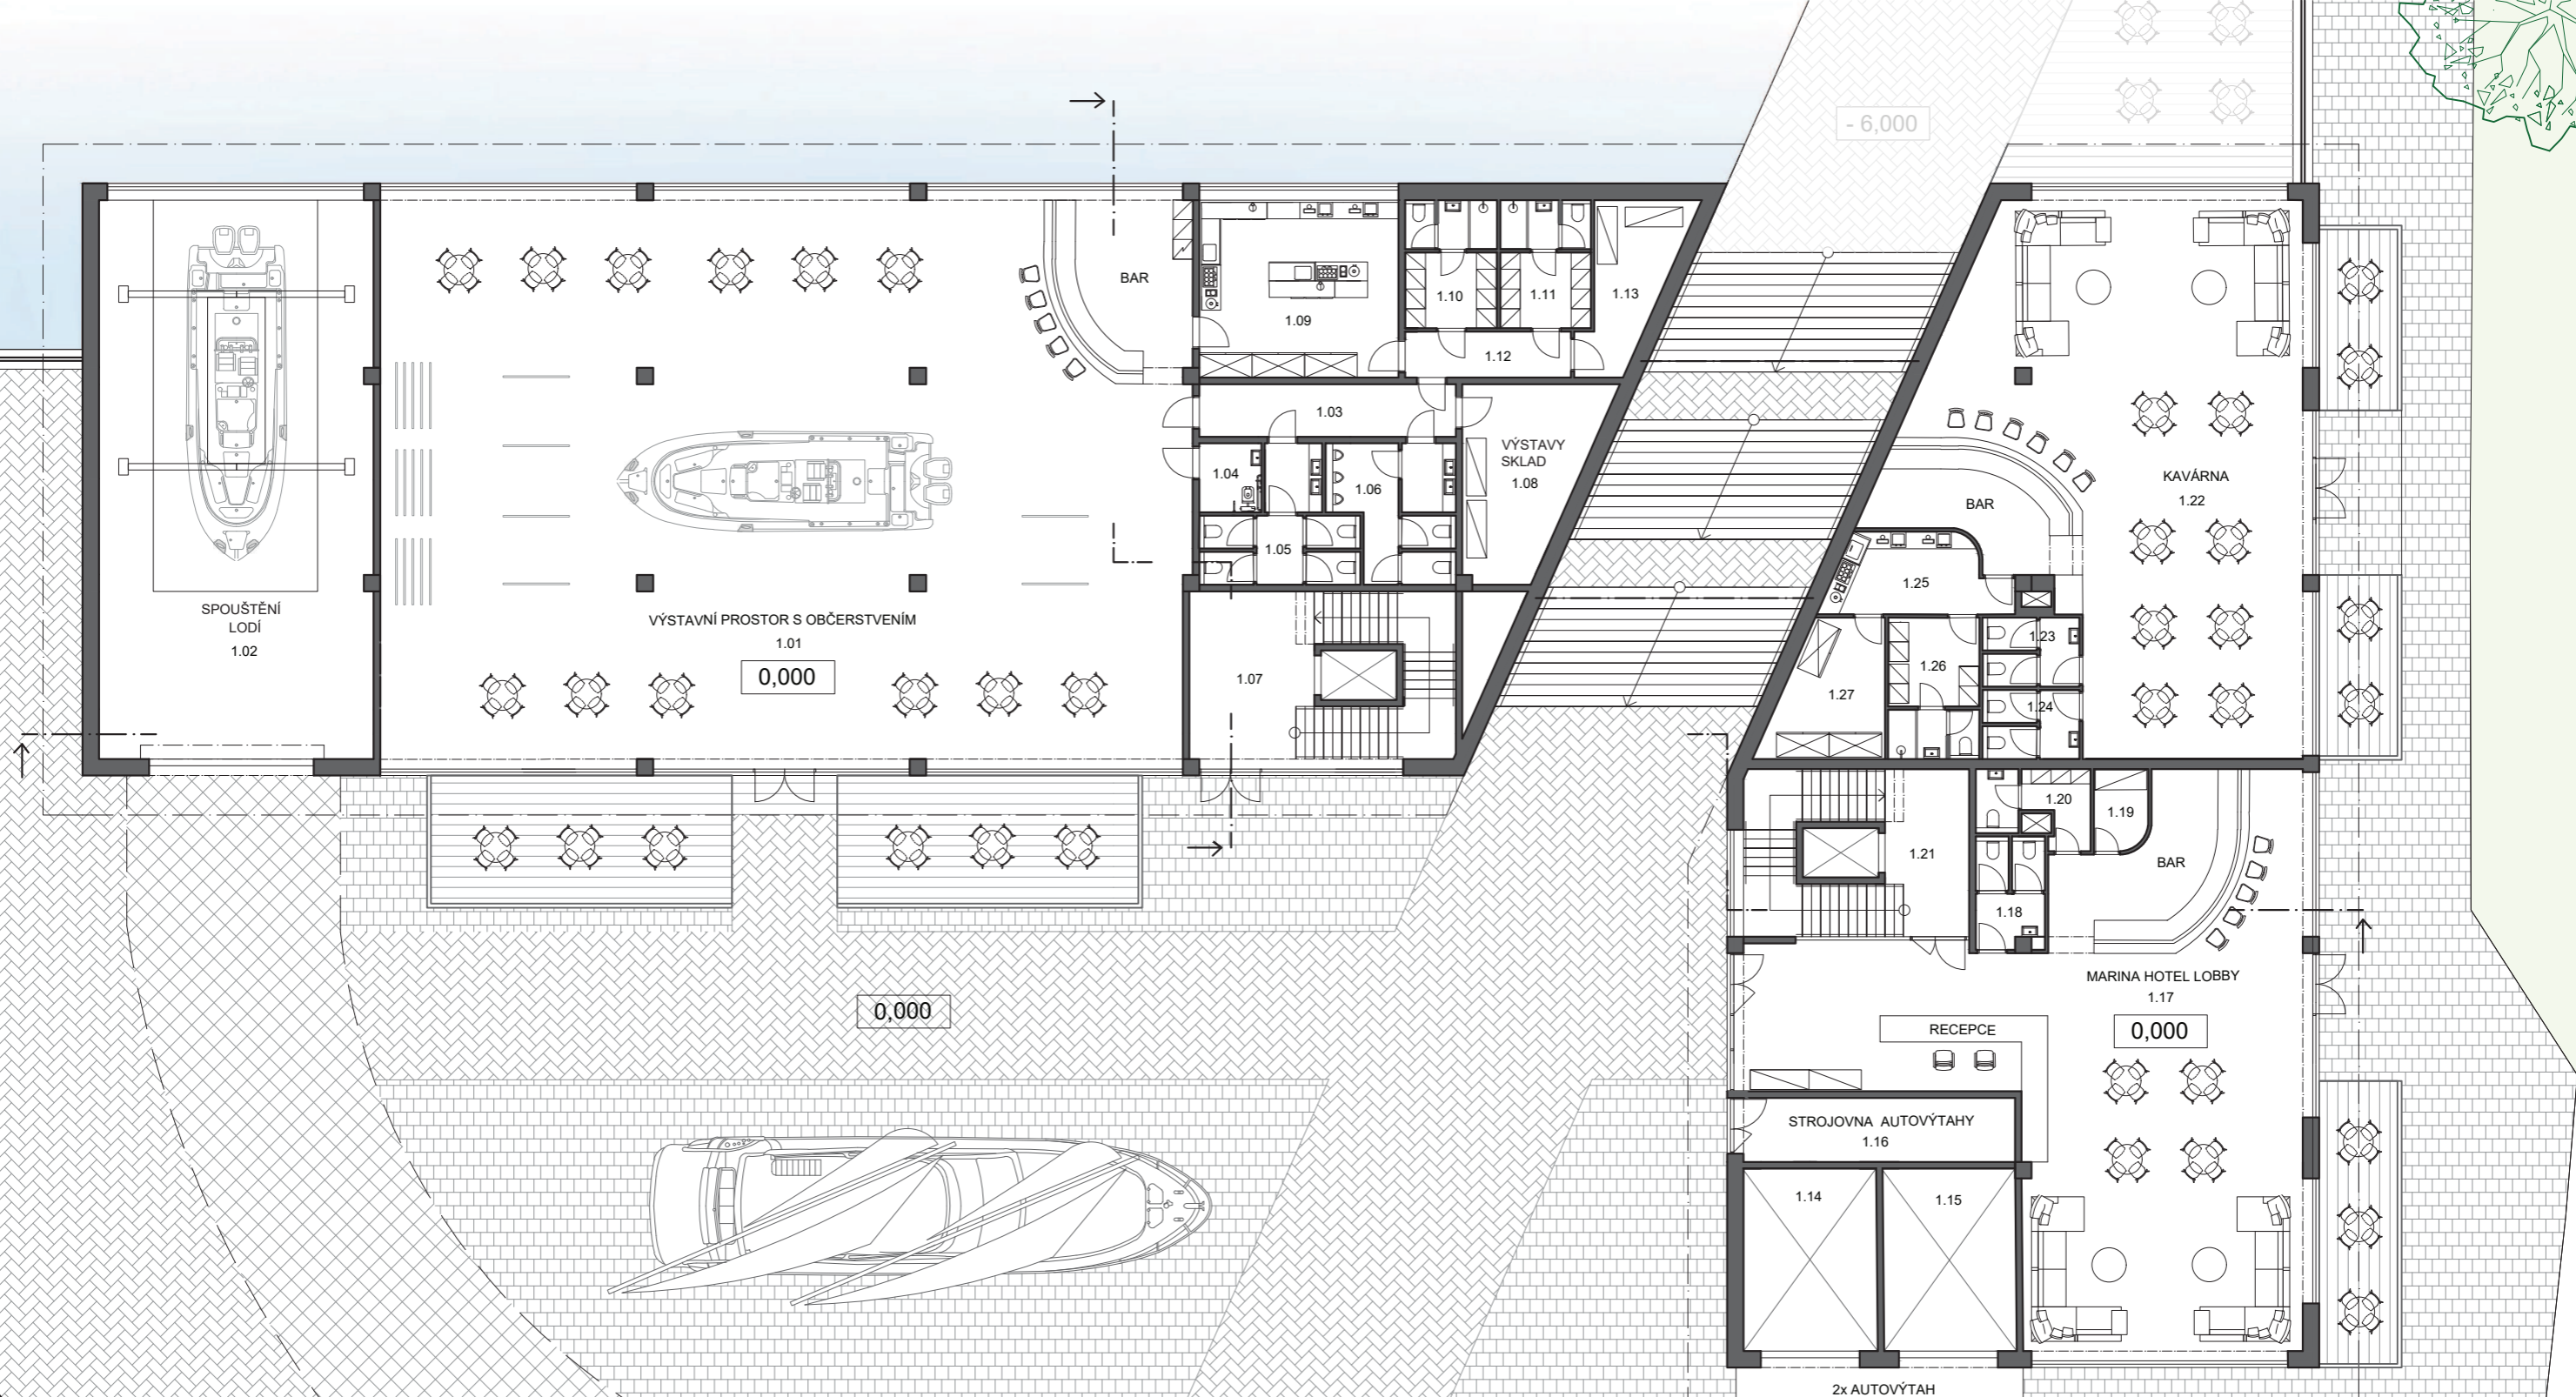 - 6,000
BAR
1.09
1.10
1.11
1.13
1.12
1.03
1.04
1.05
1.06
VÝSTAVY
SKLAD
1.08
SPOUŠTĚNÍ
LODÍ
1.02
VÝSTAVNÍ PROSTOR S OBČERSTVENÍM
1.01
0,000
1.07
KAVÁRNA
1.22
BAR
1.25
1.23
1.26
1.24
1.27
1.20
1.19
1.21
BAR
1.18
MARINA HOTEL LOBBY
1.17
0,000
0,000
RECEPCE
STROJOVNA AUTOVÝTAHY
1.16
1.14
1.15
2x AUTOVÝTAH